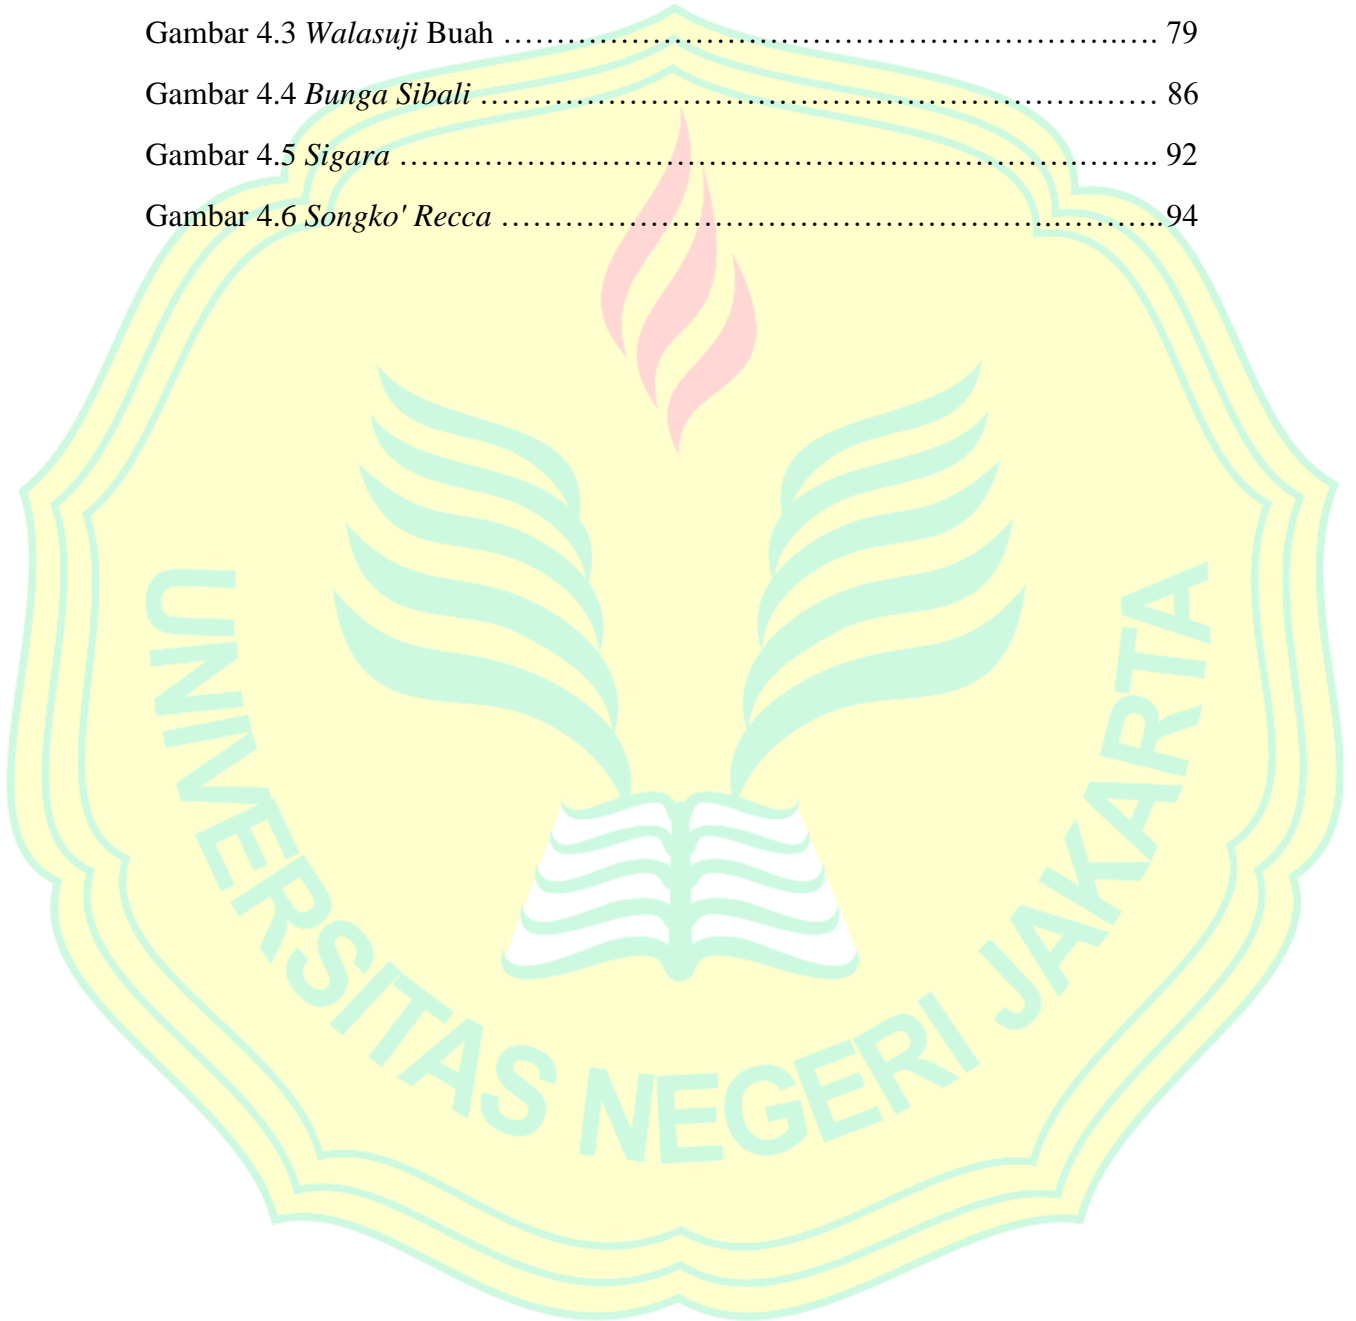 Gambar 4.3 Walasuji Buah ……………………………………………………….…. 79
Gambar 4.4 Bunga Sibali ………………………………………………….…… 86
Gambar 4.5 Sigara …………………………………………………………….. 92
Gambar 4.6 Songko' Recca ……………………………………………………….. 94
UNIVERSITAS NEGERI JAKARTA